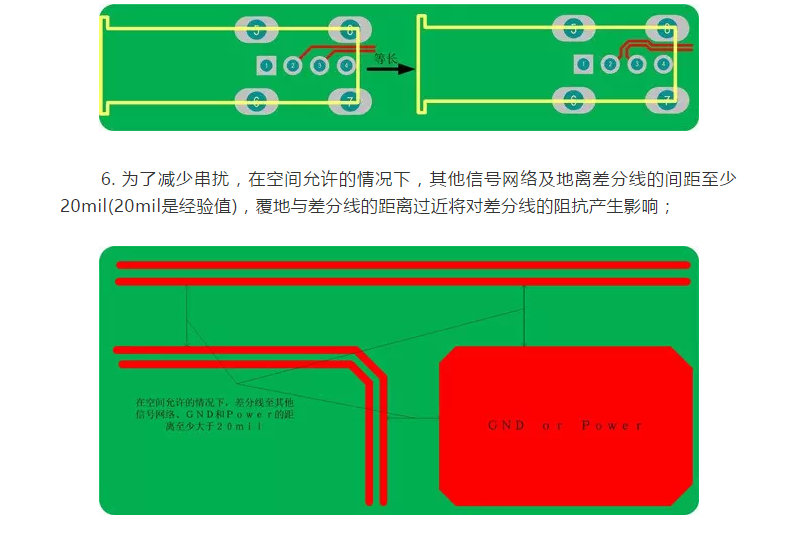 5 8
1 2 3 4
6 7
等长
5 8
1 2 3 4
6 7
6. 为了减少串扰，在空间允许的情况下，其他信号网络及地离差分线的间距至少
20mil(20mil是经验值)，覆地与差分线的距离过近将对差分线的阻抗产生影响；
在空间允许的情况下，差分线至其他
信号网络、GND和Power的距
离至少大于20mil
GND or Power